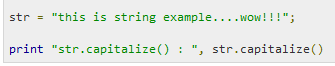 str = "this is string example....wow!!!";
print "str.capitalize() : ", str.capitalize()